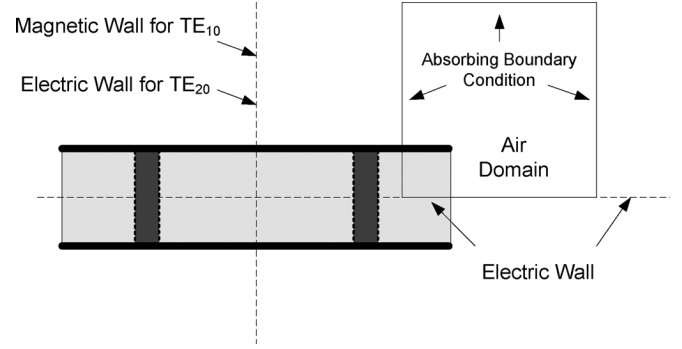 Magnetic Wall for TE10
Electric Wall for TE20
Absorbing Boundary
Condition
Air
Domain
Electric Wall